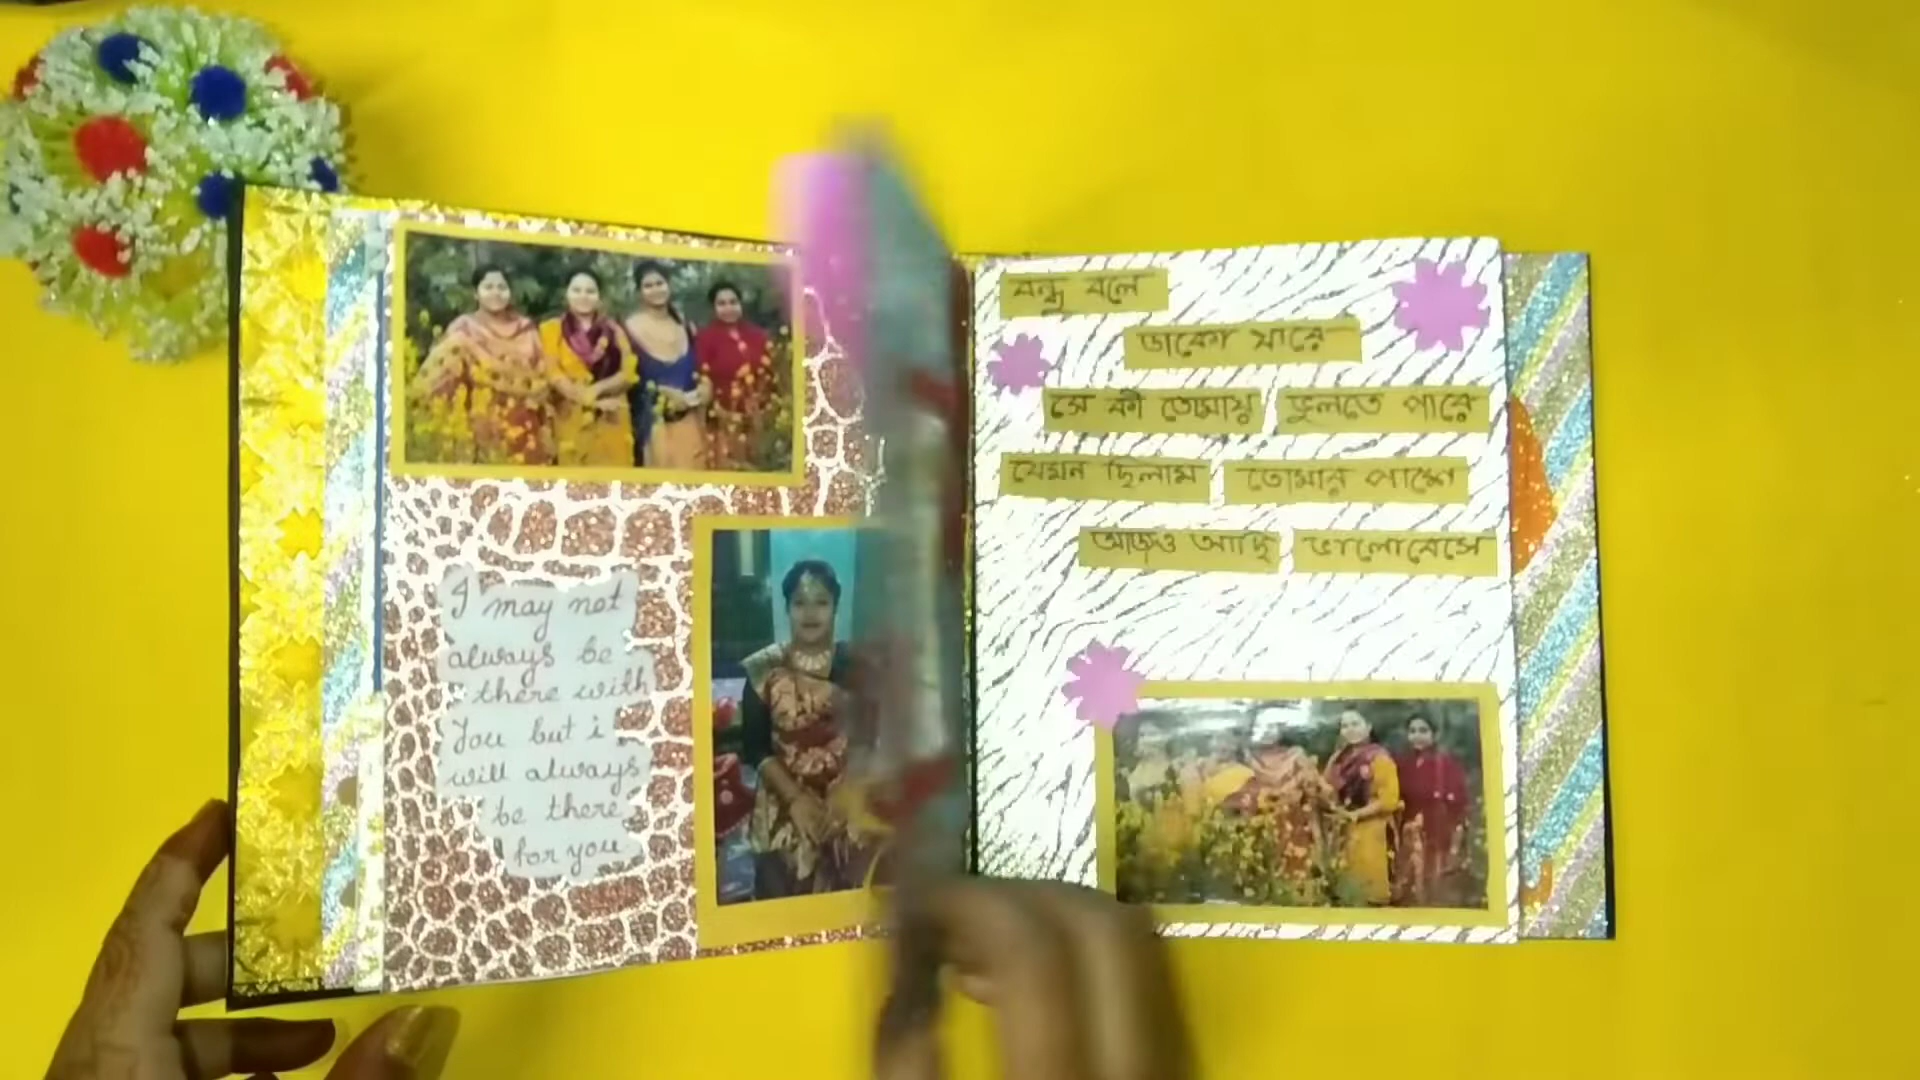 I may not
always be
there with
You but i
will always
be there
for you
বন্ধু বলে
ডাকো যারে
সে কী তোমায় ভুলতে পারে
যেমন ছিলাম তোমার পাশে
আজও আছি ভালোবেসে